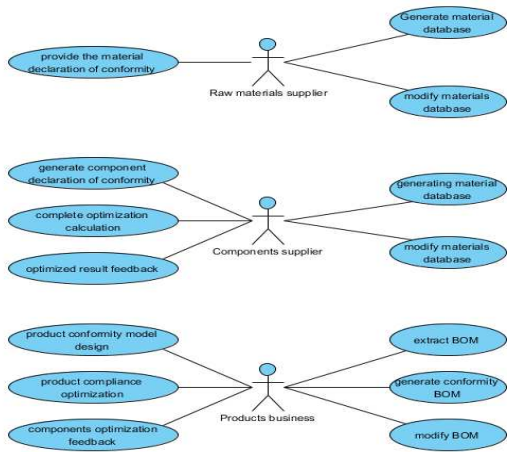 provide the material
declaration of conformity
Raw materials supplier
Generate material
database
modify materials
database
generate component
declaration of conformity
complete optimization
calculation
optimized result feedback
Components supplier
generating material
database
modify materials
database
product conformity model
design
product compliance
optimization
components optimization
feedback
Products business
extract BOM
generate conformity
BOM
modify BOM